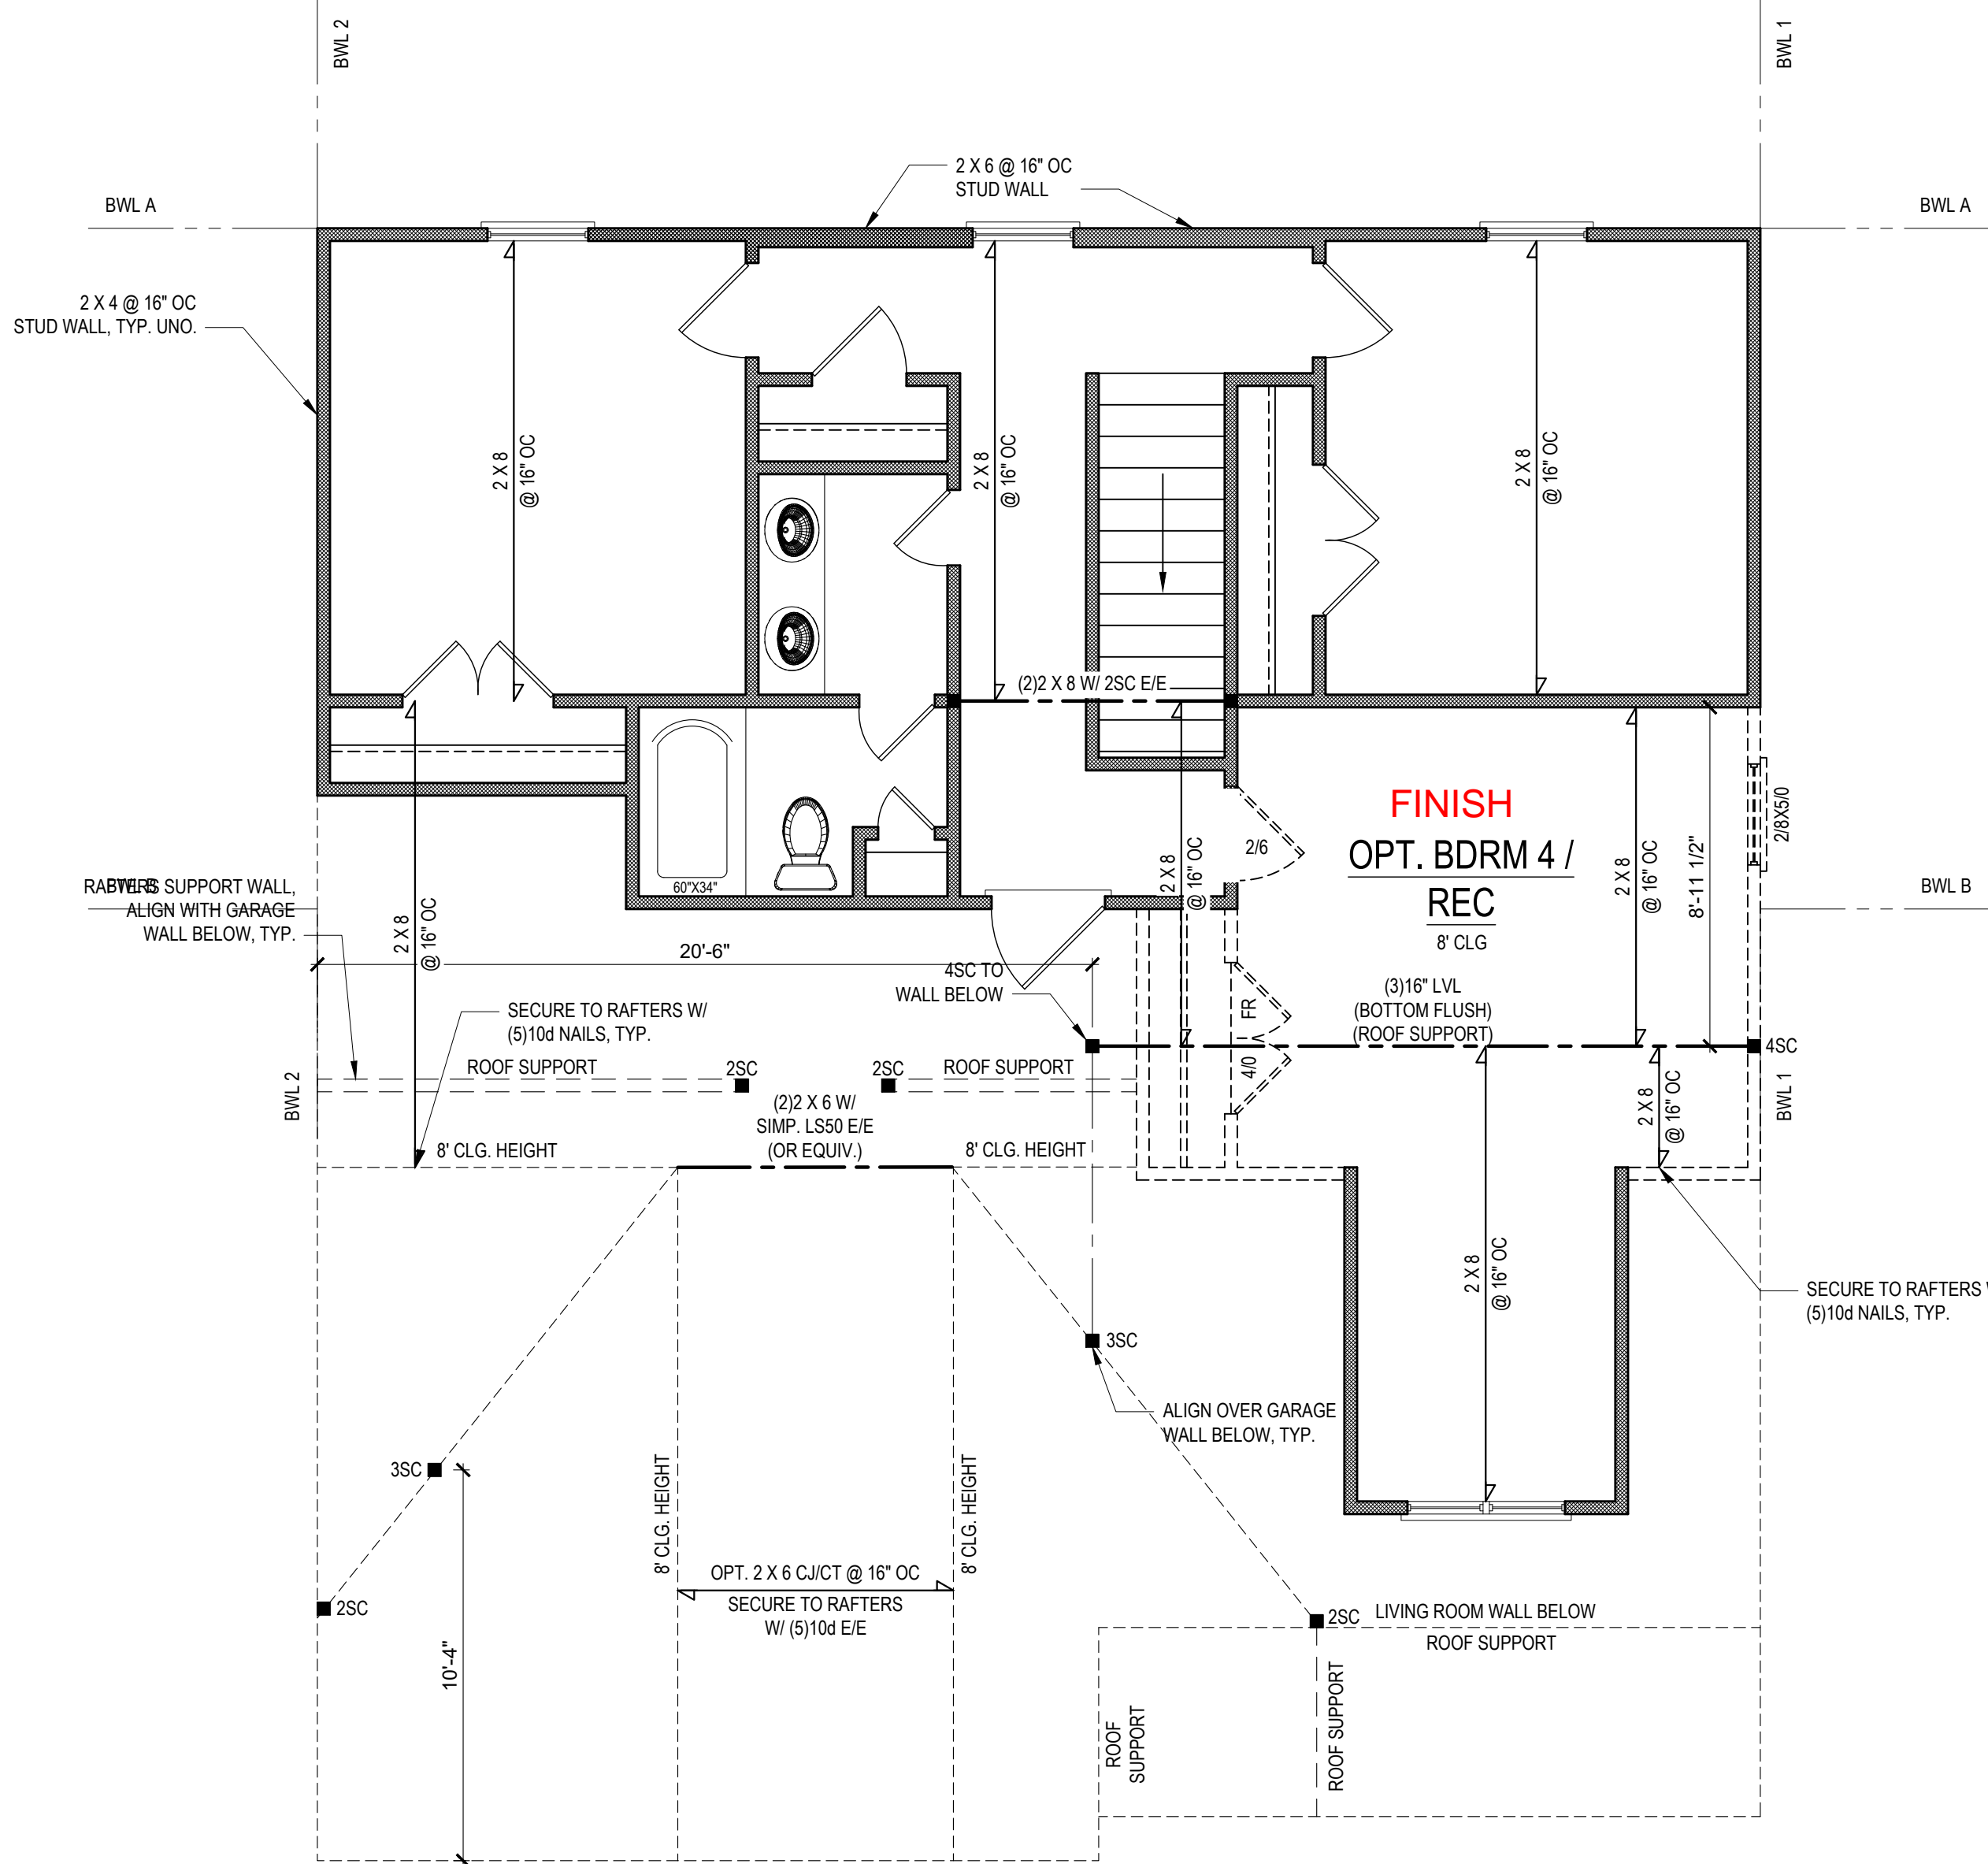 BWL 2
BWL 1
2 X 6 @ 16" OC
STUD WALL
BWL A
BWL A
2 X 4 @ 16" OC
STUD WALL, TYP. UNO.
2 X 8
@ 16" OC
2 X 8
@ 16" OC
2 X 8
@ 16" OC
(2)2 X 8 W/ 2SC E/E
FINISH
OPT. BDRM 4 /
REC
8' CLG
2/6
2 X 8
@ 16" OC
2 X 8
@ 16" OC
8'-11 1/2"
2/8X5/0
60"X34"
BWL B
RAFTERS SUPPORT WALL,
ALIGN WITH GARAGE
WALL BELOW, TYP.
BWL B
2 X 8
@ 16" OC
20'-6"
4SC TO
WALL BELOW
(3)16" LVL
(BOTTOM FLUSH)
(ROOF SUPPORT)
4/0 FR
SECURE TO RAFTERS W/
(5)10d NAILS, TYP.
4SC
ROOF SUPPORT
2SC
2SC
ROOF SUPPORT
BWL 2
BWL 1
(2)2 X 6 W/
SIMP. LS50 E/E
(OR EQUIV.)
2 X 8
@ 16" OC
8' CLG. HEIGHT
8' CLG. HEIGHT
2 X 8
@ 16" OC
SECURE TO RAFTERS
(5)10d NAILS, TYP.
3SC
ALIGN OVER GARAGE
WALL BELOW, TYP.
3SC
8' CLG. HEIGHT
8' CLG. HEIGHT
OPT. 2 X 6 CJ/CT @ 16" OC
SECURE TO RAFTERS
W/ (5)10d E/E
2SC
2SC
LIVING ROOM WALL BELOW
ROOF SUPPORT
10'-4"
ROOF
SUPPORT
ROOF SUPPORT